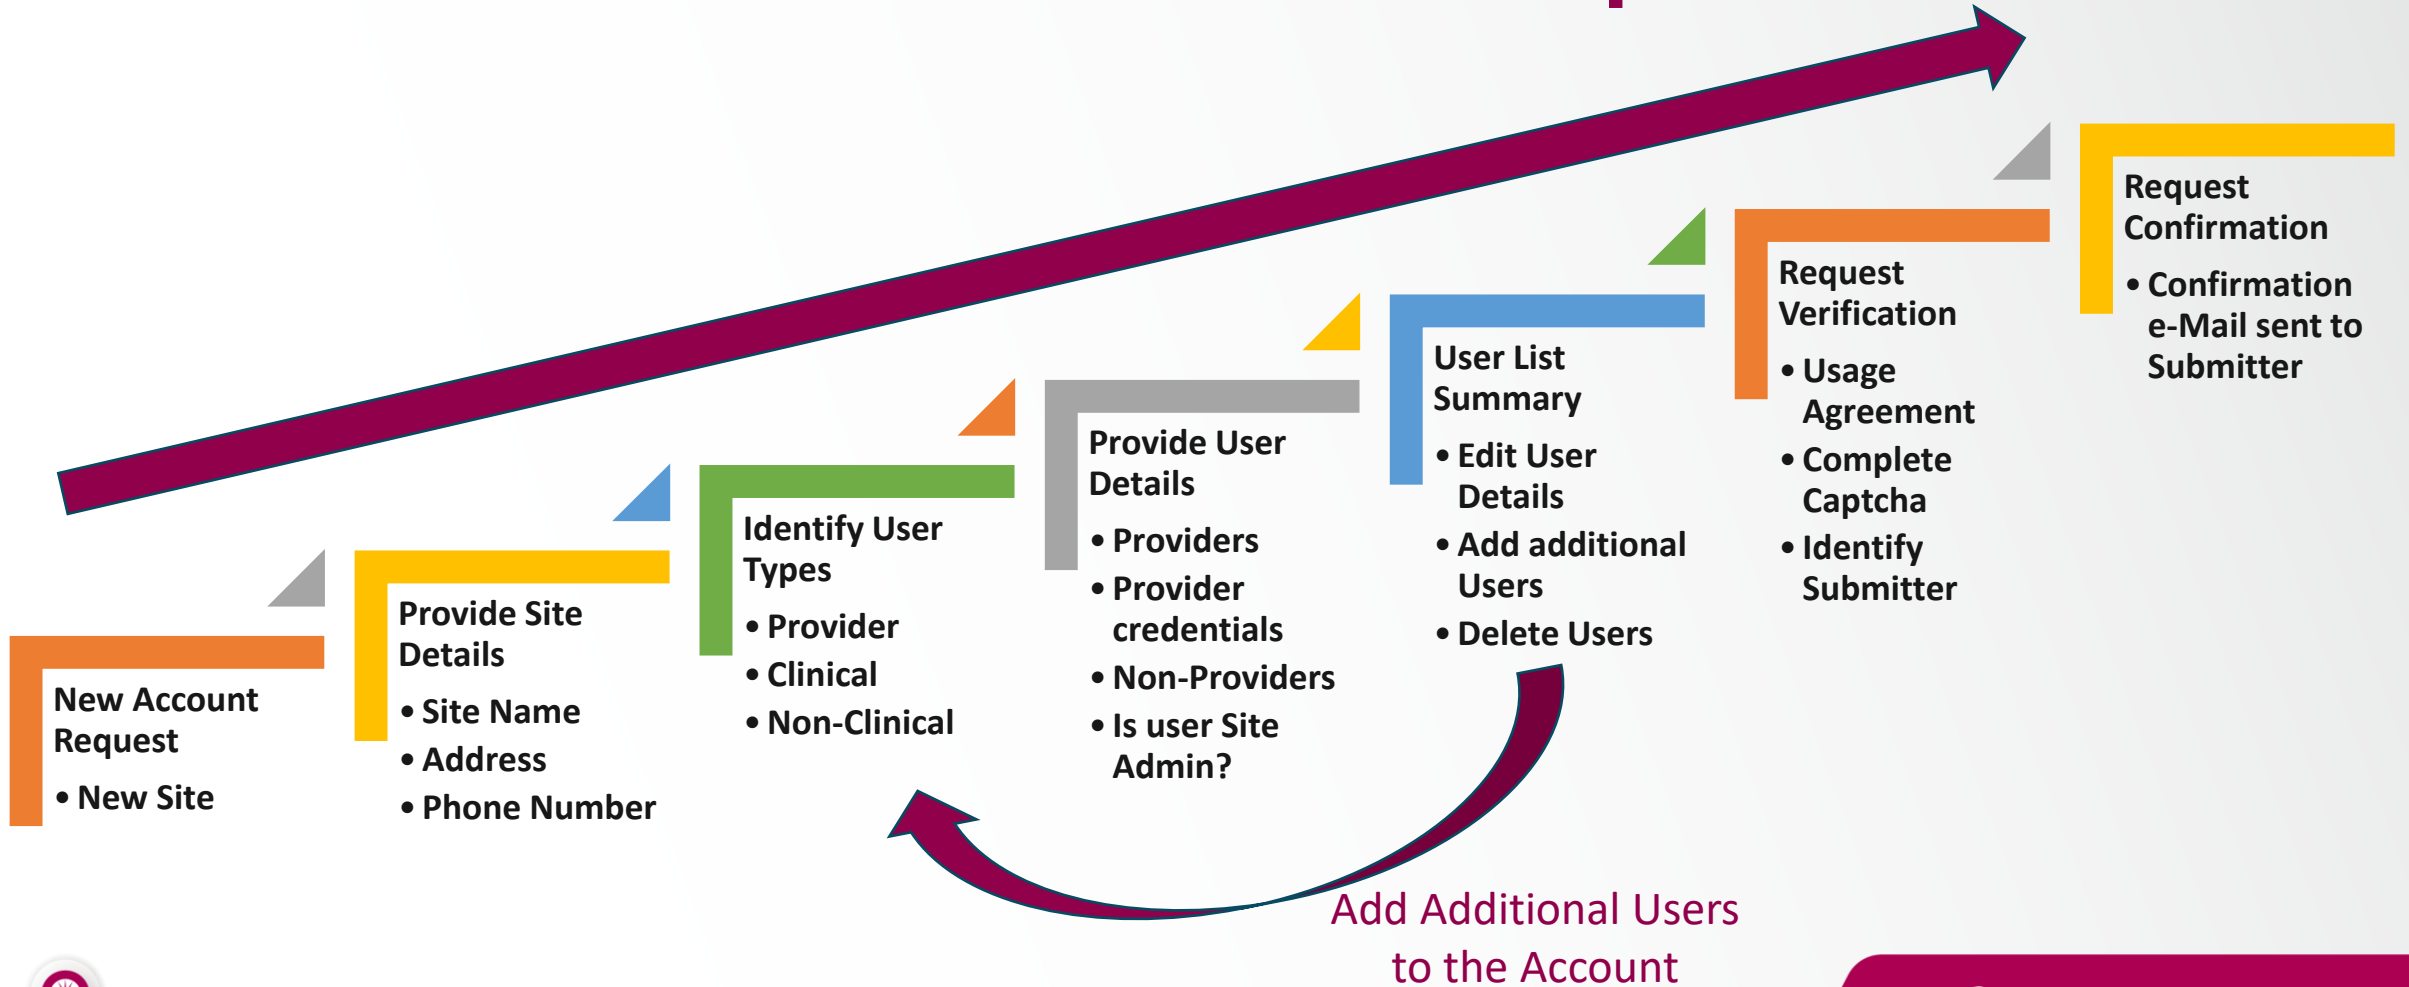 New Account
Request
• New Site
Provide Site
Details
• Site Name
• Address
• Phone Number
Identify User
Types
• Provider
• Clinical
• Non-Clinical
Provide User
Details
• Providers
• Provider
credentials
• Non-Providers
• Is user Site
Admin?
User List
Summary
• Edit User
Details
• Add additional
Users
• Delete Users
Request
Verification
• Usage
Agreement
• Complete
Captcha
• Identify
Submitter
Request
Confirmation
• Confirmation
e-Mail sent to
Submitter
Add Additional Users
to the Account